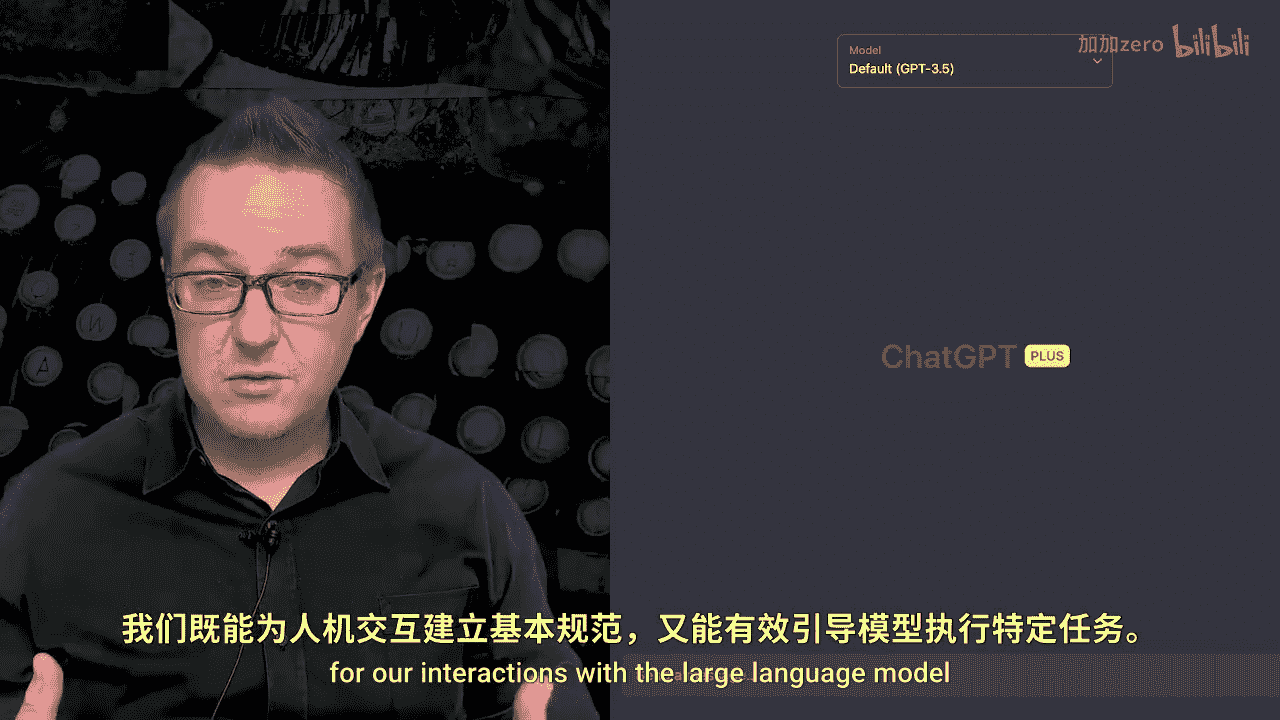 加加zero bilibili
Model
Default (GPT-3.5)
ChatGPT PLUS
我们既能为人机交互建立基本规范，又能有效引导模型执行特定任务。
for our interactions with the large language model